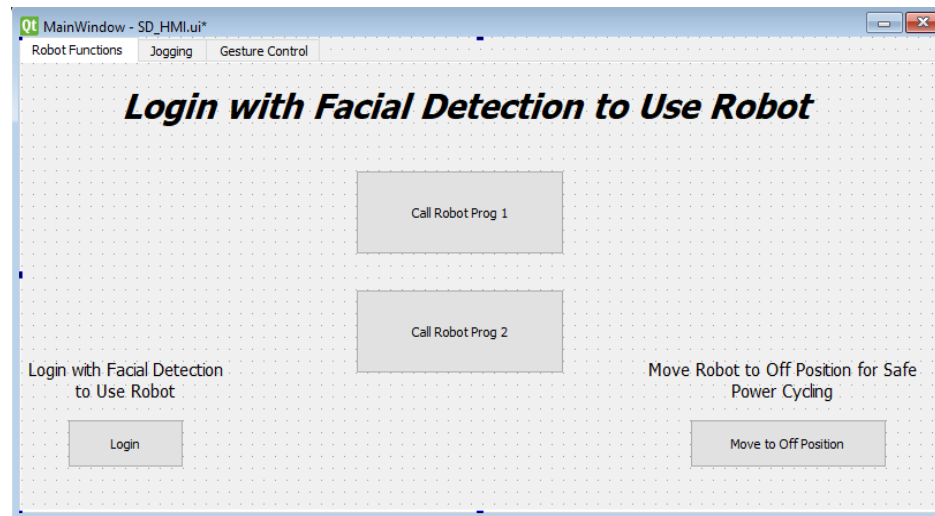 Qt MainWindow - SD_HMI.ui*
Robot Functions Jogging Gesture Control
Login with Facial Detection to Use Robot
Call Robot Prog 1
Call Robot Prog 2
Login with Facial Detection
to Use Robot
Login
Move Robot to Off Position for Safe
Power Cycling
Move to Off Position